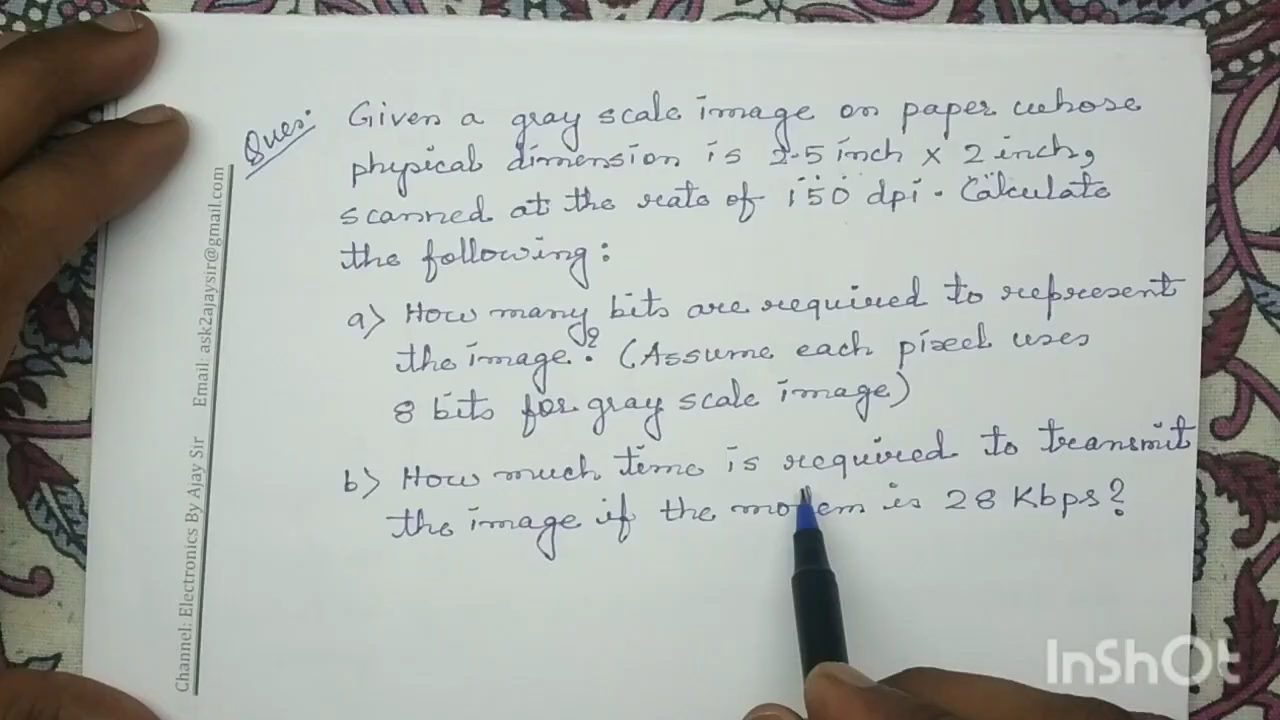 Ques:
Given a gray scale image on paper whose
physical dimension is 2.5 inch x 2 inch,
scanned at the rate of 150 dpi. Calculate
the following:
a) How many bits are required to represent
the image? (Assume each pixel uses
8 bits for gray scale image)
b) How much time is required to transmit
the image if the modem is 28 Kbps?
Channel: Electronics By Ajay Sir Email: ask2ajaysir@gmail.com
InShOt